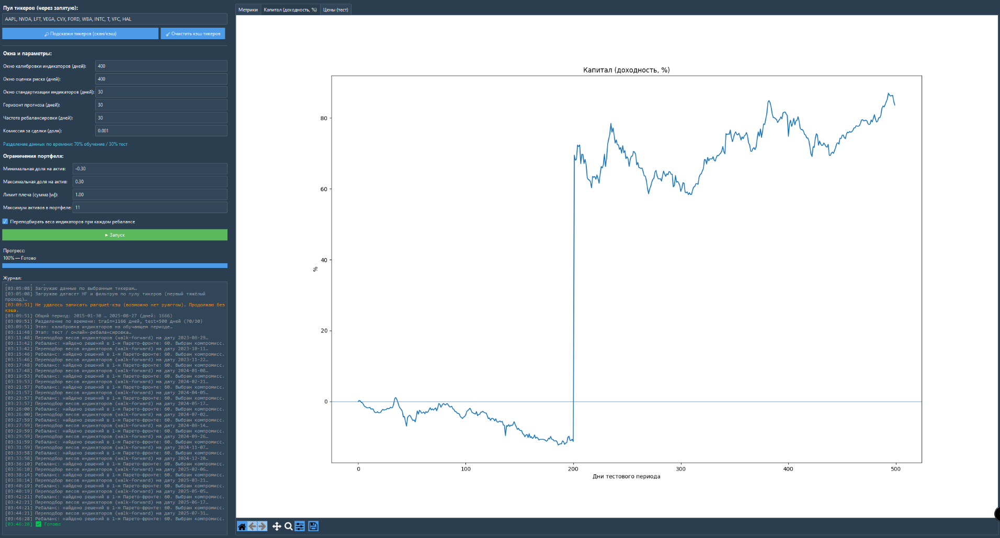 Пул тикеров (через запятую):
AAPL, NVDA, LFT, VEGA, CVX, FORD, WBA, INTC, T, VFC, HAL
Подсказки тикеров (скан/кэш)
Очистить кэш тикеров
Окна и параметры:
Окно калибровки индикаторов (дней): 400
Окно оценки риска (дней): 400
Окно стандартизации индикаторов (дней): 30
Горизонт прогноза (дней): 30
Частота ребалансировки (дней): 30
Комиссия за сделки (доля): 0.001
Разделение данных по времени: 70% обучение / 30% тест
Ограничения портфеля:
Минимальная доля на актив: -0.30
Максимальная доля на актив: 0.30
Лимит плеча (сумма |w|): 1.00
Максимум активов в портфеле: 11
Переподбирать веса индикаторов при каждом ребалансе
► Запуск
Прогресс:
100% — Готово
Журнал:
[03:05:08] Загружаю данные по выбранным тикерам…
[03:05:08] Загружаю датасет HF и фильтрую по пулу тикеров (первый тяжёлый
проход)…
[03:09:51] Не удалось записать parquet-кэш (возможно нет pyarrow). Продолжаю без
кэша.
[03:09:51] Общий период: 2015-01-30 … 2025-08-27 (дней: 1666)
[03:09:51] Разделение по времени: train=1166 дней, test=500 дней (70/30)
[03:09:51] Этап: калибровка индикаторов на обучающем периоде…
[03:11:48] Этап: тест / онлайн-ребалансировка…
[03:11:48] Переподбор весов индикаторов (walk-forward) на дату 2023-08-29…
[03:13:42] Ребаланс: найдено решений в 1-м Парето-фронте: 60. Выбран компромисс.
[03:13:42] Переподбор весов индикаторов (walk-forward) на дату 2023-10-11…
[03:15:46] Ребаланс: найдено решений в 1-м Парето-фронте: 60. Выбран компромисс.
[03:15:46] Переподбор весов индикаторов (walk-forward) на дату 2023-11-22…
[03:17:48] Ребаланс: найдено решений в 1-м Парето-фронте: 60. Выбран компромисс.
[03:17:48] Переподбор весов индикаторов (walk-forward) на дату 2024-01-08…
[03:19:53] Ребаланс: найдено решений в 1-м Парето-фронте: 60. Выбран компромисс.
[03:19:53] Переподбор весов индикаторов (walk-forward) на дату 2024-02-21…
[03:21:57] Ребаланс: найдено решений в 1-м Парето-фронте: 60. Выбран компромисс.
[03:21:57] Переподбор весов индикаторов (walk-forward) на дату 2024-04-05…
[03:23:57] Ребаланс: найдено решений в 1-м Парето-фронте: 60. Выбран компромисс.
[03:23:57] Переподбор весов индикаторов (walk-forward) на дату 2024-05-17…
[03:26:00] Ребаланс: найдено решений в 1-м Парето-фронте: 60. Выбран компромисс.
[03:26:00] Переподбор весов индикаторов (walk-forward) на дату 2024-07-02…
[03:27:59] Ребаланс: найдено решений в 1-м Парето-фронте: 60. Выбран компромисс.
[03:27:59] Переподбор весов индикаторов (walk-forward) на дату 2024-08-14…
[03:29:59] Ребаланс: найдено решений в 1-м Парето-фронте: 60. Выбран компромисс.
[03:29:59] Переподбор весов индикаторов (walk-forward) на дату 2024-09-26…
[03:31:59] Ребаланс: найдено решений в 1-м Парето-фронте: 60. Выбран компромисс.
[03:31:59] Переподбор весов индикаторов (walk-forward) на дату 2024-11-07…
[03:33:58] Ребаланс: найдено решений в 1-м Парето-фронте: 60. Выбран компромисс.
[03:33:58] Переподбор весов индикаторов (walk-forward) на дату 2024-12-20…
[03:36:10] Ребаланс: найдено решений в 1-м Парето-фронте: 60. Выбран компромисс.
[03:36:10] Переподбор весов индикаторов (walk-forward) на дату 2025-02-06…
[03:38:14] Ребаланс: найдено решений в 1-м Парето-фронте: 60. Выбран компромисс.
[03:38:14] Переподбор весов индикаторов (walk-forward) на дату 2025-03-21…
[03:40:19] Ребаланс: найдено решений в 1-м Парето-фронте: 60. Выбран компромисс.
[03:40:19] Переподбор весов индикаторов (walk-forward) на дату 2025-05-05…
[03:42:21] Ребаланс: найдено решений в 1-м Парето-фронте: 60. Выбран компромисс.
[03:42:21] Переподбор весов индикаторов (walk-forward) на дату 2025-06-17…
[03:44:21] Ребаланс: найдено решений в 1-м Парето-фронте: 60. Выбран компромисс.
[03:44:21] Переподбор весов индикаторов (walk-forward) на дату 2025-07-31…
[03:46:28] Ребаланс: найдено решений в 1-м Парето-фронте: 60. Выбран компромисс.
[03:46:28] ✅ Готово
Метрики
Капитал (доходность, %)
Цены (тест)
Капитал (доходность, %)
80
60
40
%
20
0
0 100 200 300 400 500
Дни тестового периода